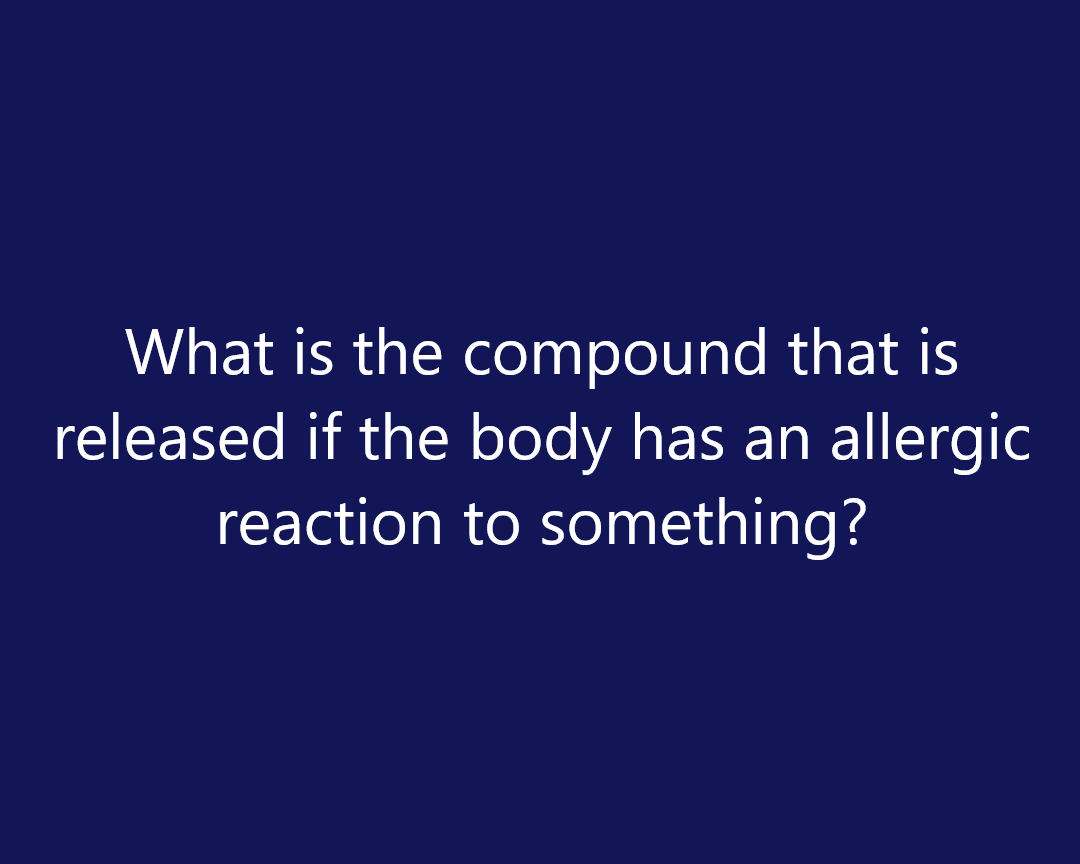 What is the compound that is
released if the body has an allergic
reaction to something?